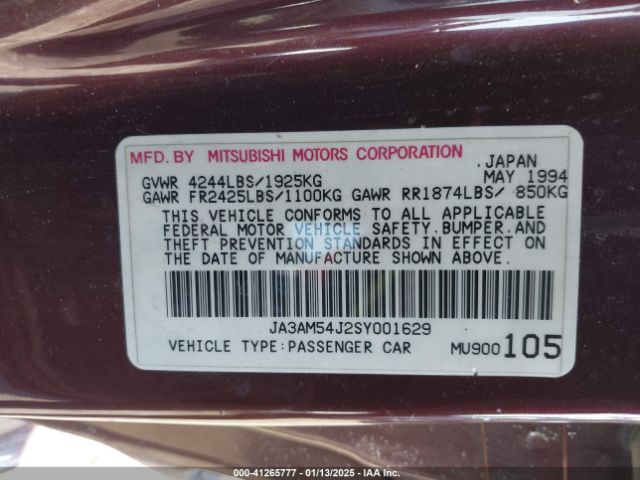 MFD. BY MITSUBISHI MOTORS CORPORATION
.JAPAN
GVWR 4244LBS/1925KG MAY 1994
GAWR FR2425LBS/1100KG GAWR RR1874LBS/ 850KG
THIS VEHICLE CONFORMS TO ALL APPLICABLE
FEDERAL MOTOR VEHICLE SAFETY.BUMPER.AND
THEFT PREVENTION STANDARDS IN EFFECT ON
THE DATE OF MANUFACTURE SHOWN ABOVE.
JA3AM54J2SY001629
VEHICLE TYPE:PASSENGER CAR MU900105
000-41265777 - 01/13/2025 - IAA Inc.